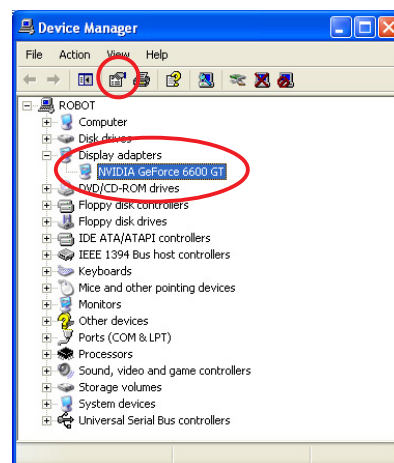 Device Manager
File Action View Help
ROBOT
Computer
Disk drives
Display adapters
NVIDIA GeForce 6600 GT
DVD/CD-ROM drives
Floppy disk controllers
Floppy disk drives
IDE ATA/ATAPI controllers
IEEE 1394 Bus host controllers
Keyboards
Mice and other pointing devices
Monitors
Other devices
Ports (COM & LPT)
Processors
Sound, video and game controllers
Storage volumes
System devices
Universal Serial Bus controllers